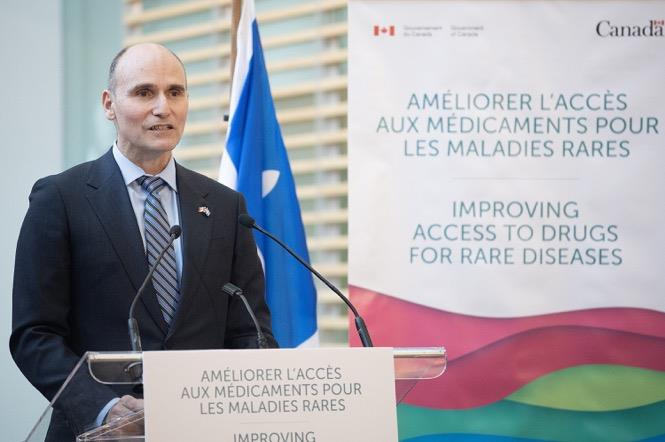 Gouvernement du Canada
Government of Canada
Canada
AMÉLIORER L'ACCÈS
AUX MÉDICAMENTS POUR
LES MALADIES RARES
IMPROVING
ACCESS TO DRUGS
FOR RARE DISEASES
AMÉLIORER L'ACCÈS
AUX MÉDICAMENTS POUR
LES MALADIES RARES
IMPROVING